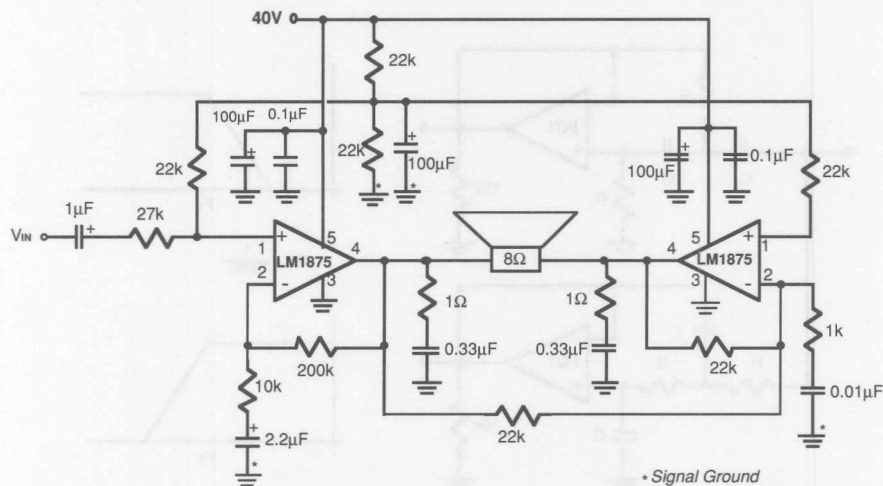 40V
22k
100µF 0.1µF
22k
22k
100µF
100µF
0.1µF
22k
1µF
27k
VIN
1
2
+
-
5
4
3
LM1875
8Ω
4
5
3
LM1875
+
-
1
2
1Ω
0.33µF
1Ω
0.33µF
200k
10k
2.2µF
22k
22k
1k
0.01µF
* Signal Ground